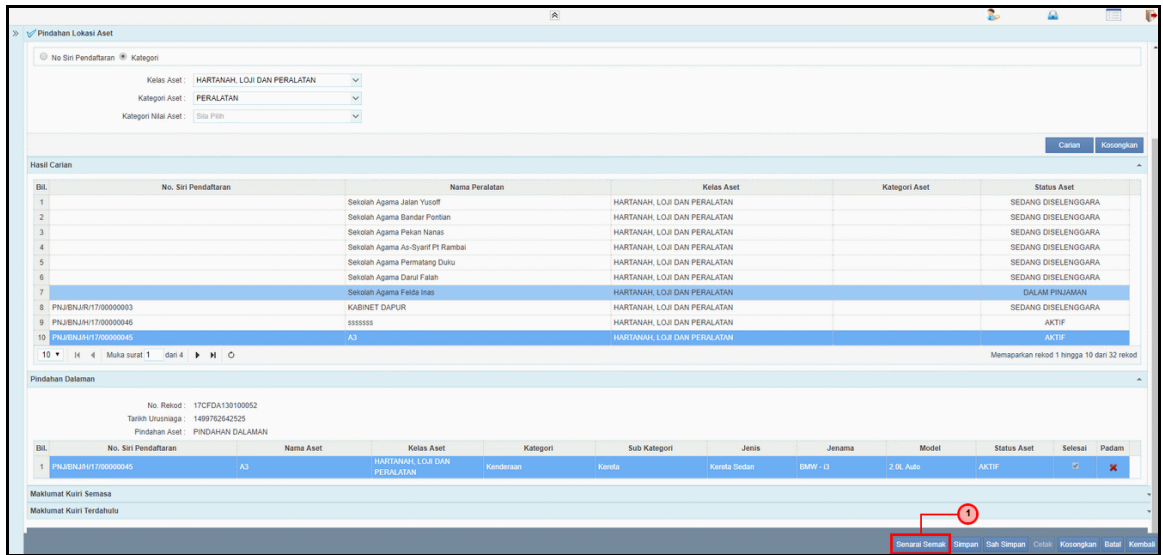 Pindahan Lokasi Aset
No Siri Pendaftaran Kategori
Kelas Aset : HARTANAH, LOJI DAN PERALATAN
Kategori Aset : PERALATAN
Kategori Nilai Aset : Sila Pilih
Carian Kosongkan
Hasil Carian
Bil. No. Siri Pendaftaran Nama Peralatan Kelas Aset Kategori Aset Status Aset
1 Sekolah Agama Jalan Yusoff HARTANAH, LOJI DAN PERALATAN SEDANG DISELENGGARA
2 Sekolah Agama Bandar Pontian HARTANAH, LOJI DAN PERALATAN SEDANG DISELENGGARA
3 Sekolah Agama Pekan Nanas HARTANAH, LOJI DAN PERALATAN SEDANG DISELENGGARA
4 Sekolah Agama As-Syarif Pt Rambai HARTANAH, LOJI DAN PERALATAN SEDANG DISELENGGARA
5 Sekolah Agama Permatang Duku HARTANAH, LOJI DAN PERALATAN SEDANG DISELENGGARA
6 Sekolah Agama Darul Falah HARTANAH, LOJI DAN PERALATAN SEDANG DISELENGGARA
7 Sekolah Agama Felda Inas HARTANAH, LOJI DAN PERALATAN DALAM PINJAMAN
8 PNJ/BNJ/R/17/00000003 KABINET DAPUR HARTANAH, LOJI DAN PERALATAN SEDANG DISELENGGARA
9 PNJ/BNJ/H/17/00000046 sssssss HARTANAH, LOJI DAN PERALATAN AKTIF
10 PNJ/BNJ/H/17/00000045 A3 HARTANAH, LOJI DAN PERALATAN AKTIF
10 Muka surat 1 dari 4 Memaparkan rekod 1 hingga 10 dari 32 rekod
Pindahan Dalaman
No. Rekod : 17CFDA130100052
Tarikh Urusniaga : 1499762642525
Pindahan Aset : PINDAHAN DALAMAN
Bil. No. Siri Pendaftaran Nama Aset Kelas Aset Kategori Sub Kategori Jenis Jenama Model Status Aset Selesai Padam
1 PNJ/BNJ/H/17/00000045 A3 HARTANAH, LOJI DAN PERALATAN Kenderaan Kereta Kereta Sedan BMW - I3 2.0L Auto AKTIF
Maklumat Kuiri Semasa
Maklumat Kuiri Terdahulu
1
Senarai Semak Simpan Sah Simpan Cetak Kosongkan Batal Kembali